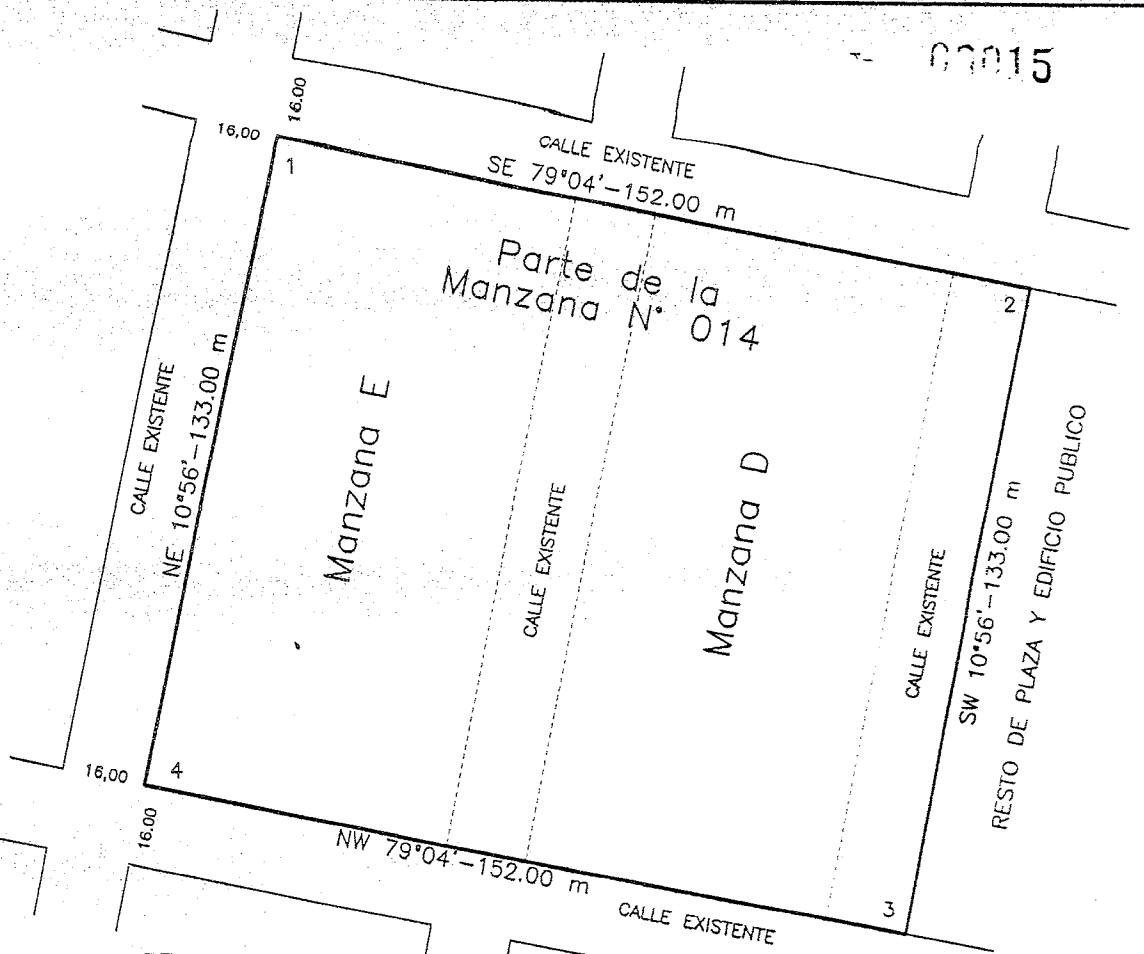 16.00
16,00
CALLE EXISTENTE
SE 79°04'-152.00 m
1
2
Parte de la
Manzana N° 014
CALLE EXISTENTE
NE 10°56'-133.00 m
Manzana E
CALLE EXISTENTE
Manzana D
CALLE EXISTENTE
SW 10°56'-133.00 m
RESTO DE PLAZA Y EDIFICIO PUBLICO
16,00
4
16.00
NW 79°04'-152.00 m
3
CALLE EXISTENTE